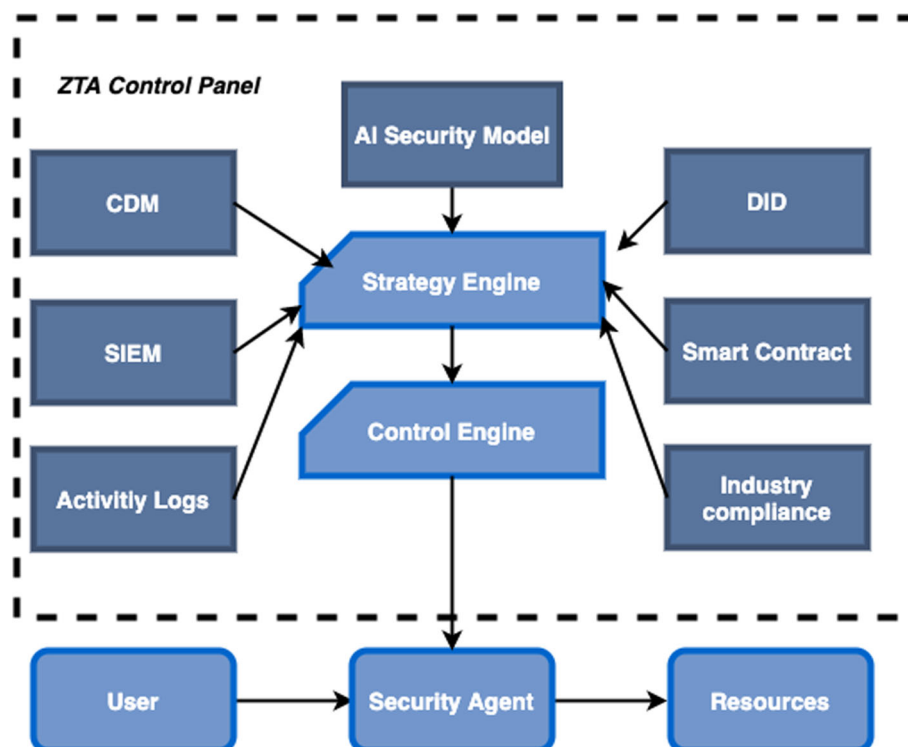 ZTA Control Panel
AI Security Model
CDM
DID
Strategy Engine
SIEM
Smart Contract
Control Engine
Activitiy Logs
Industry
compliance
User
Security Agent
Resources